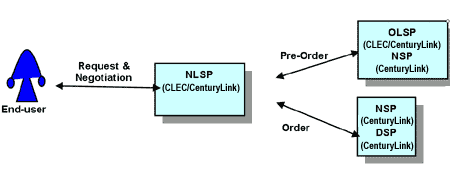 Request &
Negotiation
End-user
NLSP
(CLEC/CenturyLink)
Pre-Order
OLSP
(CLEC/CenturyLink)
NSP
(CenturyLink)
Order
NSP
(CenturyLink)
DSP
(CenturyLink)